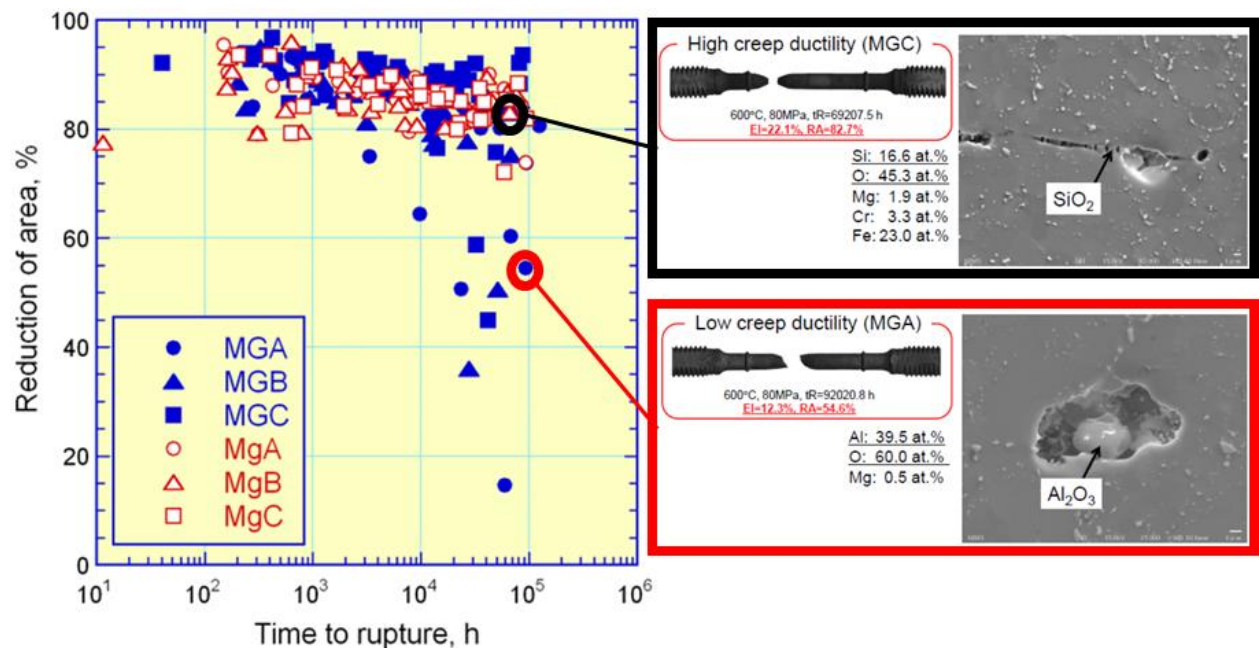 100
80
60
40
20
0
Reduction of area, %
MGA
MGB
MGC
MgA
MgB
MgC
10¹ 10² 10³ 10⁴ 10⁵ 10⁶
Time to rupture, h
High creep ductility (MGC)
600°C, 80MPa, tR=69207.5 h
El=22.1%, RA=82.7%
Si: 16.6 at.%
O: 45.3 at.%
Mg: 1.9 at.%
Cr: 3.3 at.%
Fe: 23.0 at.%
SiO₂
Low creep ductility (MGA)
600°C, 80MPa, tR=92020.8 h
El=12.3%, RA=54.6%
Al: 39.5 at.%
O: 60.0 at.%
Mg: 0.5 at.%
Al₂O₃